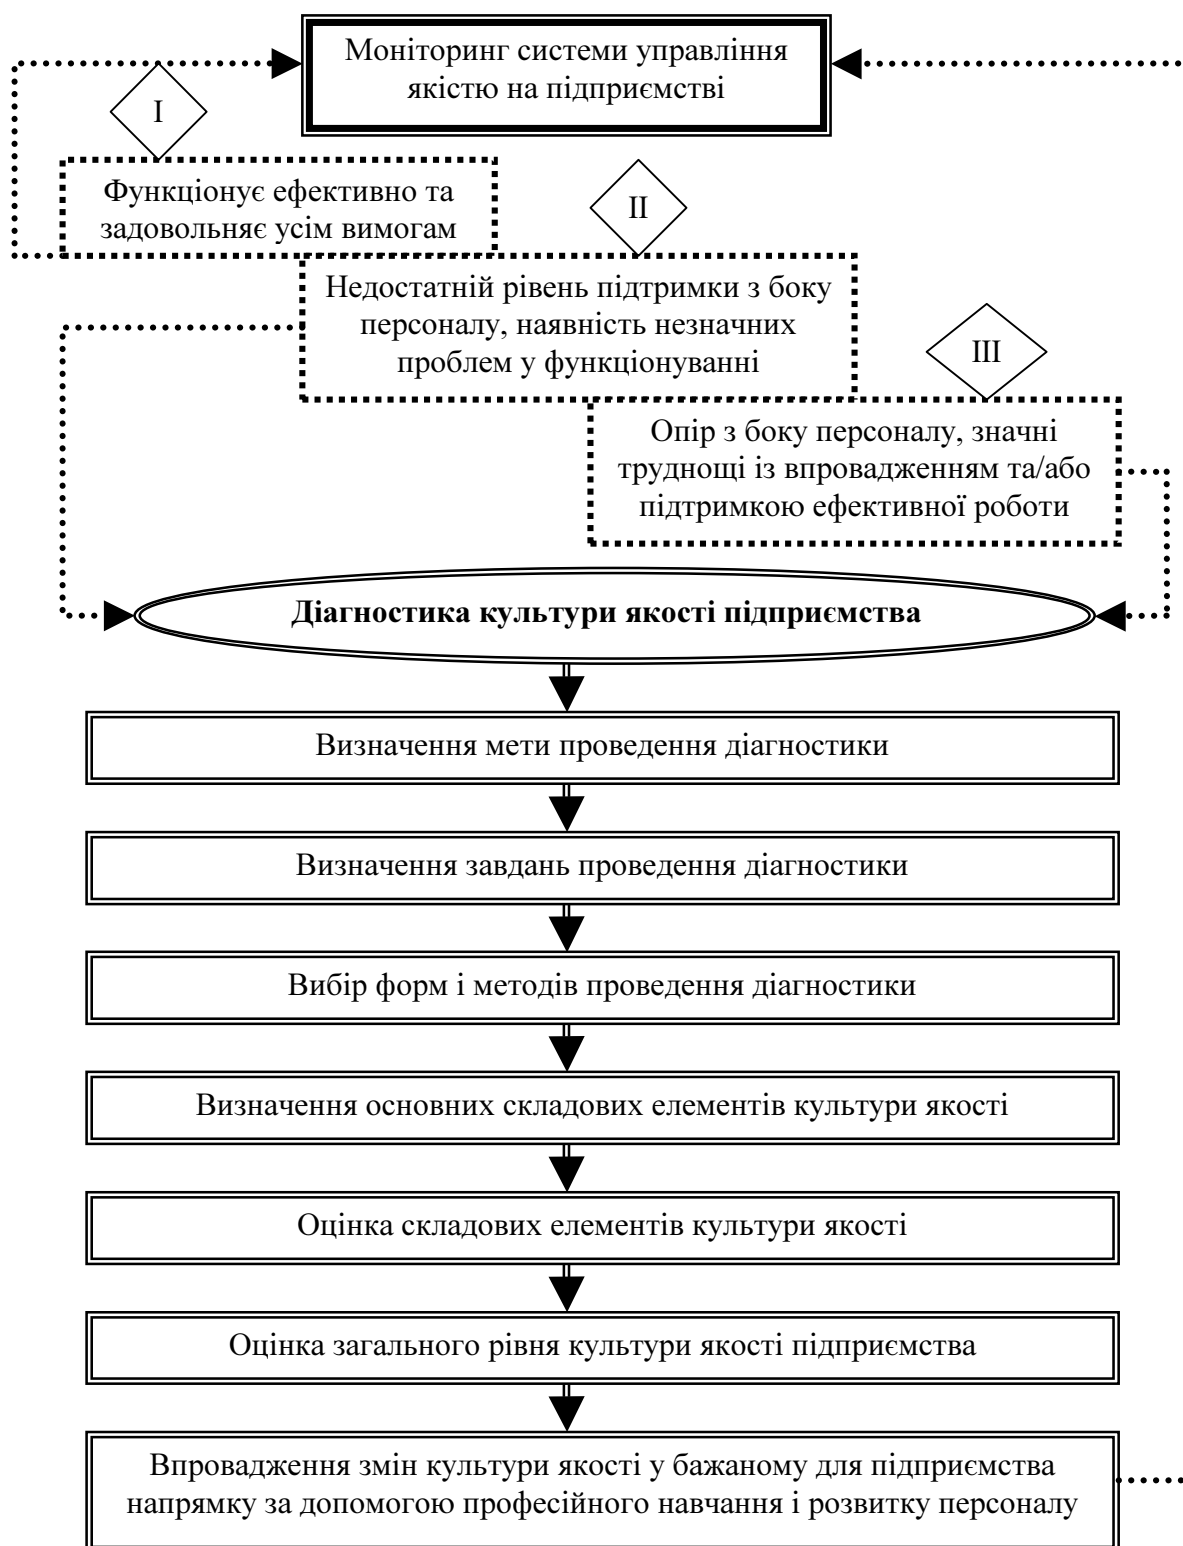 Моніторинг системи управління
якістю на підприємстві
I
Функціонує ефективно та
задовольняє усім вимогам
II
Недостатній рівень підтримки з боку
персоналу, наявність незначних
проблем у функціонуванні
III
Опір з боку персоналу, значні
труднощі із впровадженням та/або
підтримкою ефективної роботи
Діагностика культури якості підприємства
Визначення мети проведення діагностики
Визначення завдань проведення діагностики
Вибір форм і методів проведення діагностики
Визначення основних складових елементів культури якості
Оцінка складових елементів культури якості
Оцінка загального рівня культури якості підприємства
Впровадження змін культури якості у бажаному для підприємства
напрямку за допомогою професійного навчання і розвитку персоналу